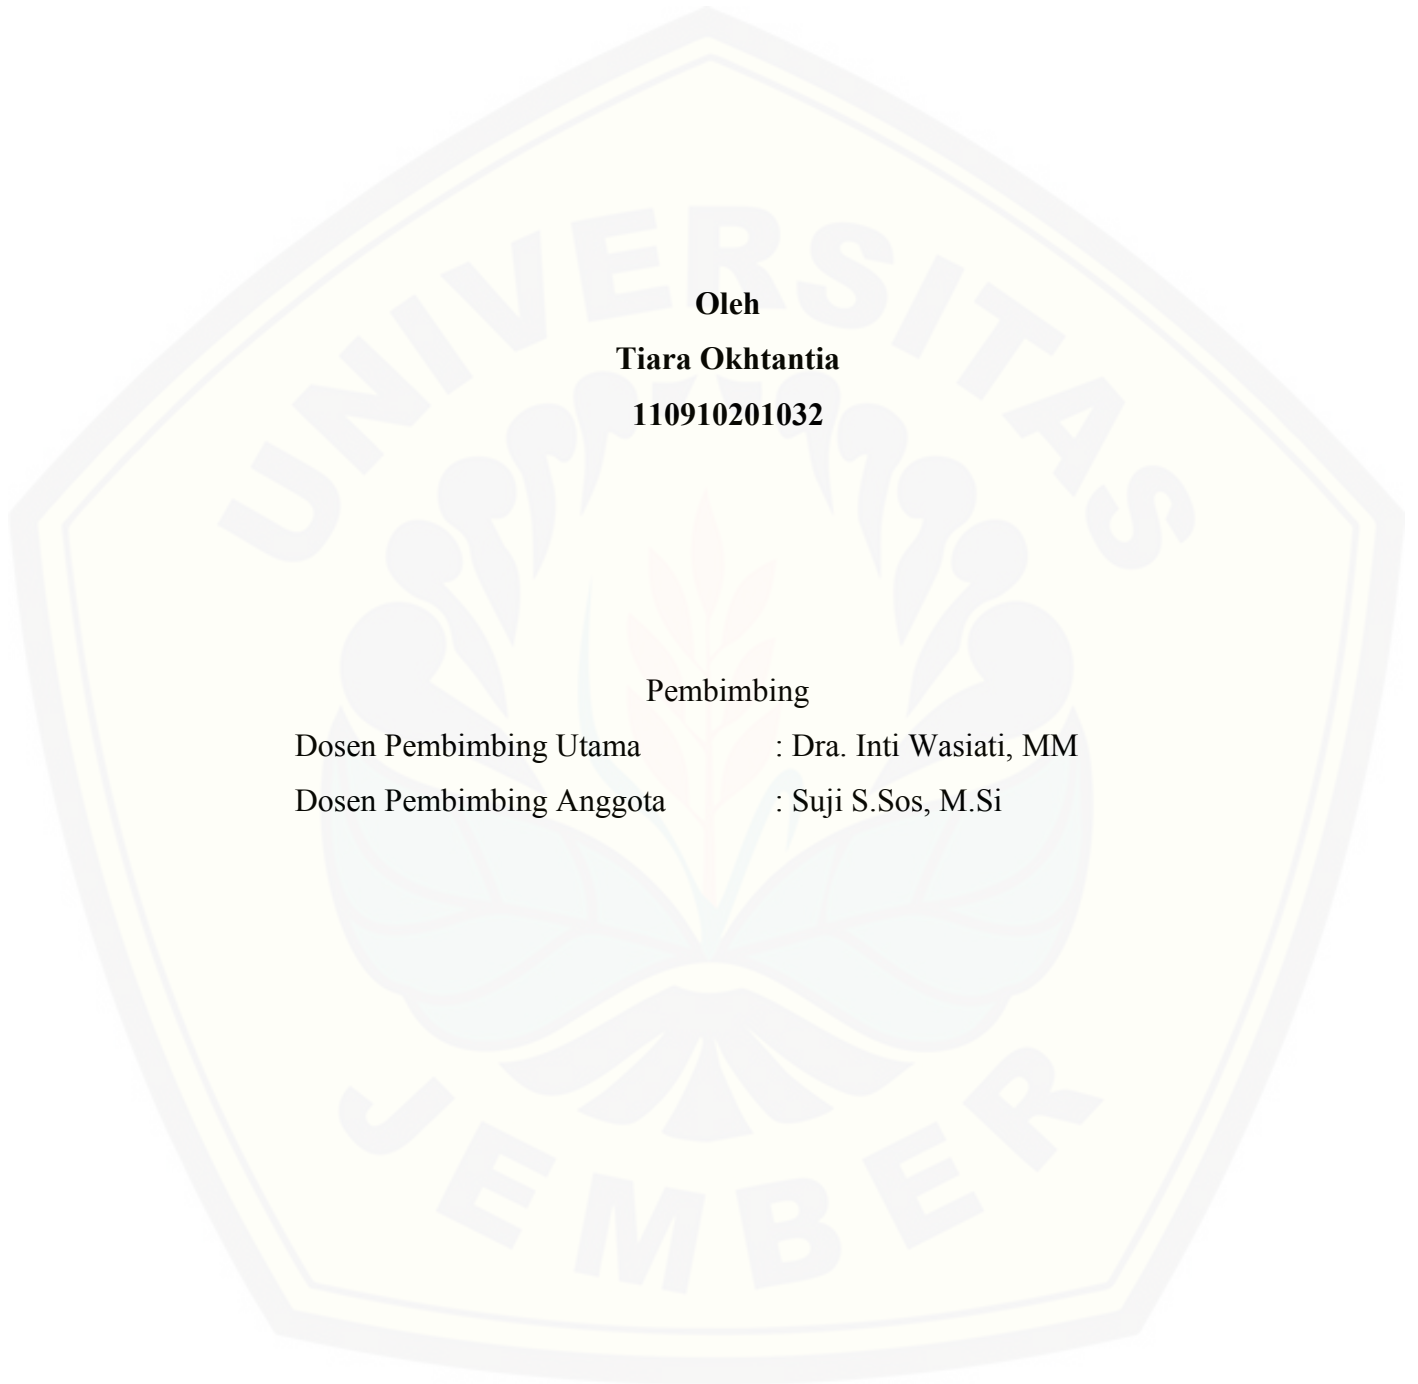 UNIVERSITAS
Oleh
Tiara Okhtantia
110910201032
Pembimbing
Dosen Pembimbing Utama : Dra. Inti Wasiati, MM
Dosen Pembimbing Anggota : Suji S.Sos, M.Si
JEMBER